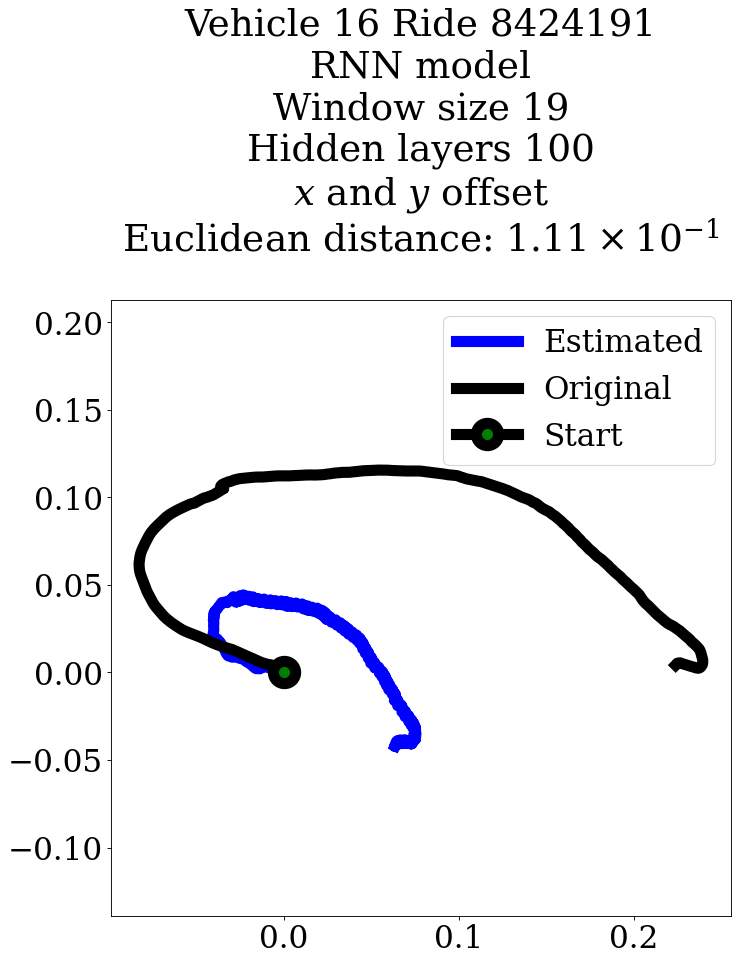 Vehicle 16 Ride 8424191
RNN model
Window size 19
Hidden layers 100
x and y offset
Euclidean distance: 1.11 × 10⁻¹
Estimated
Original
Start
0.20
0.15
0.10
0.05
0.00
−0.05
−0.10
0.0 0.1 0.2